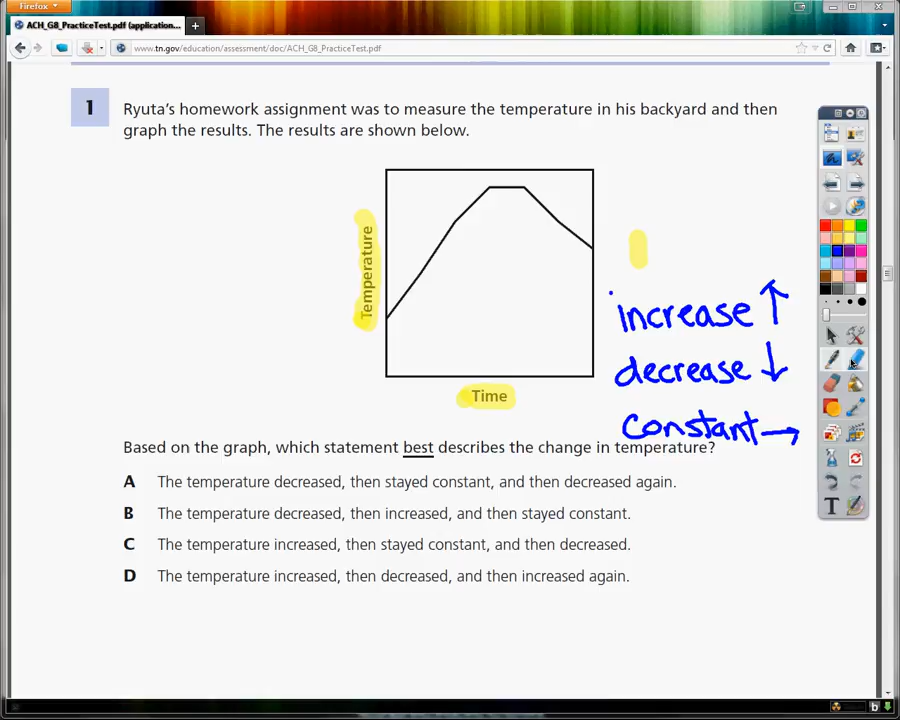 Firefox
ACH_G8_PracticeTest.pdf (application...
www.tn.gov/education/assessment/doc/ACH_G8_PracticeTest.pdf
1
Ryuta's homework assignment was to measure the temperature in his backyard and then
graph the results. The results are shown below.
Temperature
Time
increase ↑
decrease ↓
constant →
Based on the graph, which statement best describes the change in temperature?
A The temperature decreased, then stayed constant, and then decreased again.
B The temperature decreased, then increased, and then stayed constant.
C The temperature increased, then stayed constant, and then decreased.
D The temperature increased, then decreased, and then increased again.
T
b